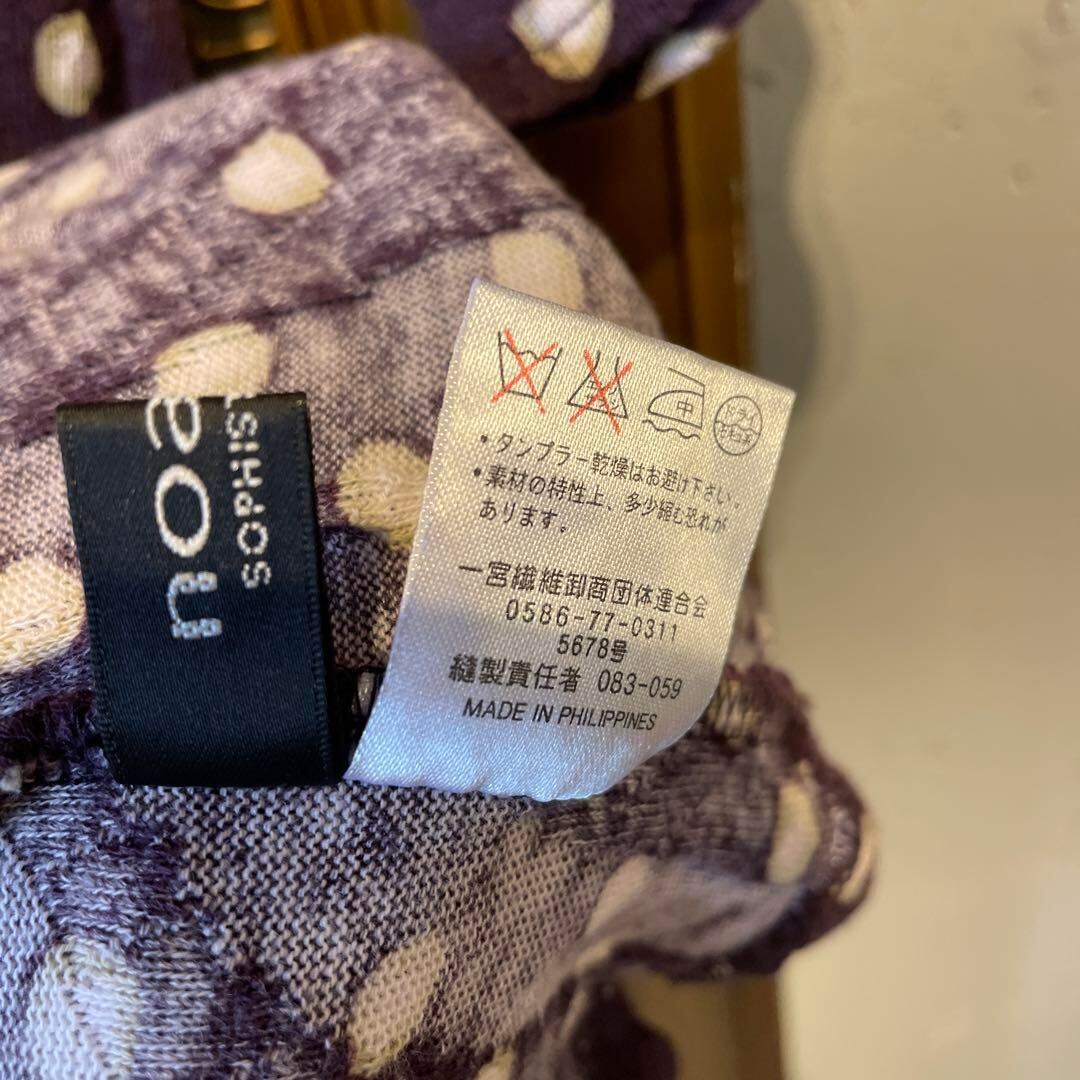 noa
SOPHIS
中
ドライ
・タンブラー乾燥はお避け下さい。
・素材の特性上、多少縮む恐れが
あります。
一宮繊維卸商団体連合会
0586-77-0311
5678号
縫製責任者 083-059
MADE IN PHILIPPINES